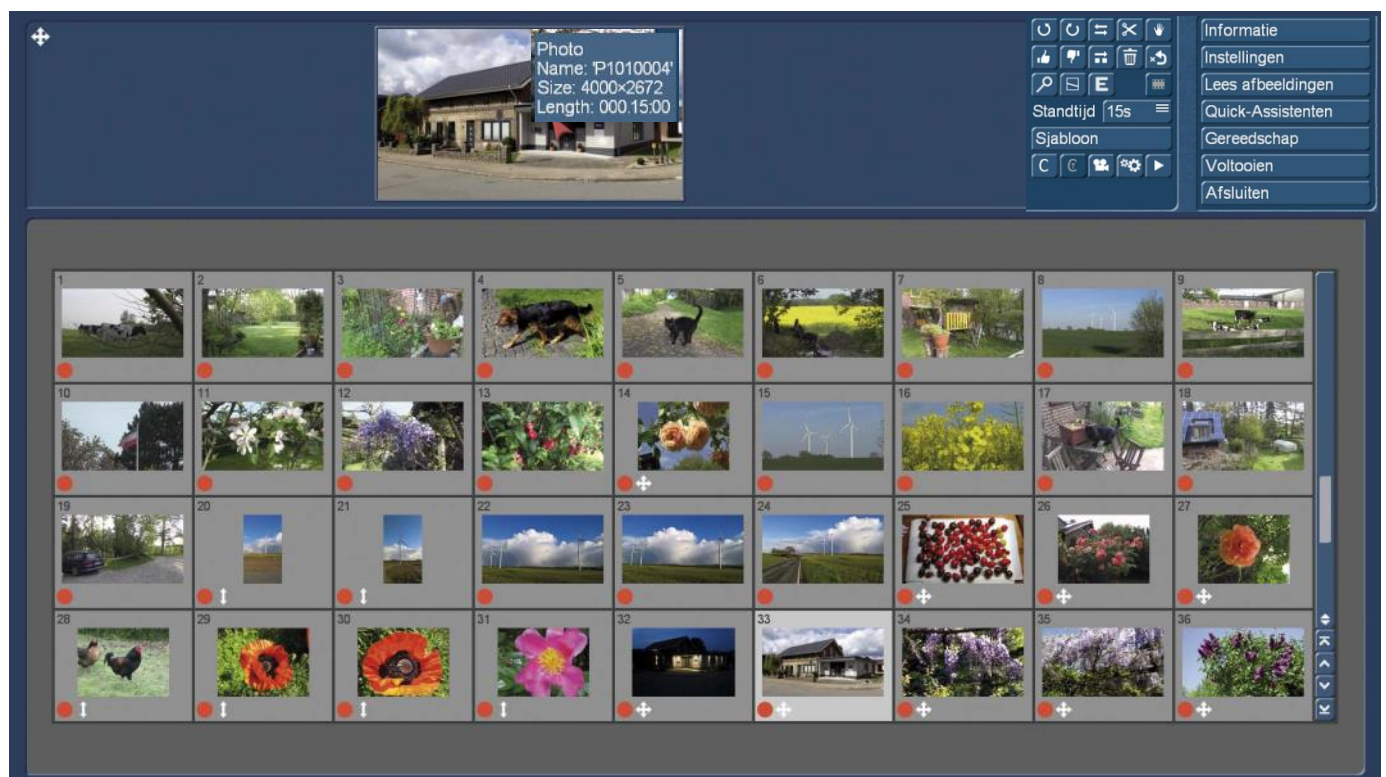 Photo
Name: 'P1010004'
Size: 4000×2672
Length: 000.15:00
E
Standtijd 15s
Sjabloon
C
Informatie
Instellingen
Lees afbeeldingen
Quick-Assistenten
Gereedschap
Voltooien
Afsluiten
1 2 3 4 5 6 7 8 9
10 11 12 13 14 15 16 17 18
19 20 21 22 23 24 25 26 27
28 29 30 31 32 33 34 35 36